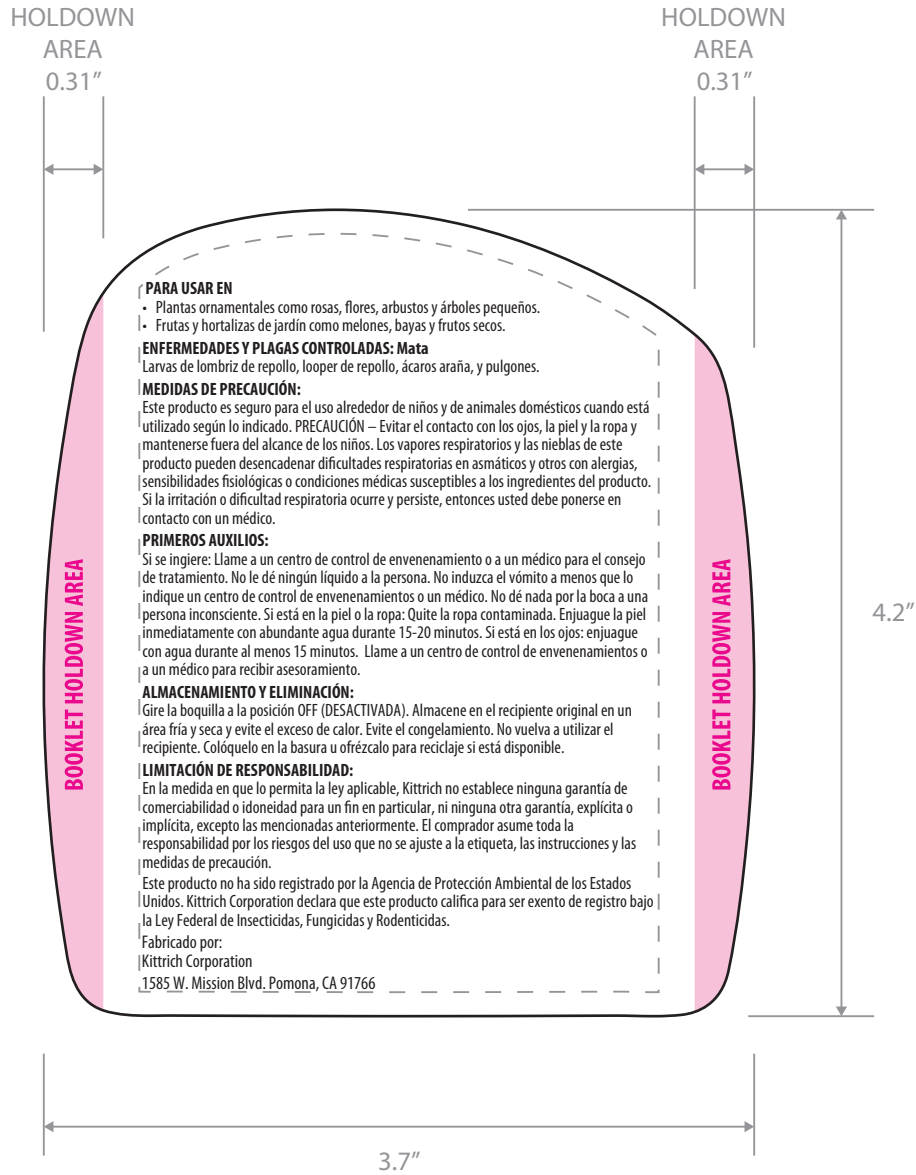 HOLDOWN
AREA
0.31”
HOLDOWN
AREA
0.31”
PARA USAR EN
• Plantas ornamentales como rosas, flores, arbustos y árboles pequeños.
• Frutas y hortalizas de jardín como melones, bayas y frutos secos.
ENFERMEDADES Y PLAGAS CONTROLADAS: Mata
Larvas de lombriz de repollo, looper de repollo, ácaros araña, y pulgones.
MEDIDAS DE PRECAUCIÓN:
Este producto es seguro para el uso alrededor de niños y de animales domésticos cuando está
utilizado según lo indicado. PRECAUCIÓN – Evitar el contacto con los ojos, la piel y la ropa y
mantenerse fuera del alcance de los niños. Los vapores respiratorios y las nieblas de este
producto pueden desencadenar dificultades respiratorias en asmáticos y otros con alergias,
sensibilidades fisiológicas o condiciones médicas susceptibles a los ingredientes del producto.
Si la irritación o dificultad respiratoria ocurre y persiste, entonces usted debe ponerse en
contacto con un médico.
PRIMEROS AUXILIOS:
Si se ingiere: Llame a un centro de control de envenenamiento o a un médico para el consejo
de tratamiento. No le dé ningún líquido a la persona. No induzca el vómito a menos que lo
indique un centro de control de envenenamientos o un médico. No dé nada por la boca a una
persona inconsciente. Si está en la piel o la ropa: Quite la ropa contaminada. Enjuague la piel
inmediatamente con abundante agua durante 15-20 minutos. Si está en los ojos: enjuague
con agua durante al menos 15 minutos. Llame a un centro de control de envenenamientos o
a un médico para recibir asesoramiento.
ALMACENAMIENTO Y ELIMINACIÓN:
Gire la boquilla a la posición OFF (DESACTIVADA). Almacene en el recipiente original en un
área fría y seca y evite el exceso de calor. Evite el congelamiento. No vuelva a utilizar el
recipiente. Colóquelo en la basura u ofrézcalo para reciclaje si está disponible.
LIMITACIÓN DE RESPONSABILIDAD:
En la medida en que lo permita la ley aplicable, Kittrich no establece ninguna garantía de
comerciabilidad o idoneidad para un fin en particular, ni ninguna otra garantía, explícita o
implícita, excepto las mencionadas anteriormente. El comprador asume toda la
responsabilidad por los riesgos del uso que no se ajuste a la etiqueta, las instrucciones y las
medidas de precaución.
Este producto no ha sido registrado por la Agencia de Protección Ambiental de los Estados
Unidos. Kittrich Corporation declara que este producto califica para ser exento de registro bajo
la Ley Federal de Insecticidas, Fungicidas y Rodenticidas.
Fabricado por:
Kittrich Corporation
1585 W. Mission Blvd. Pomona, CA 91766
BOOKLET HOLDOWN AREA
BOOKLET HOLDOWN AREA
4.2”
3.7”